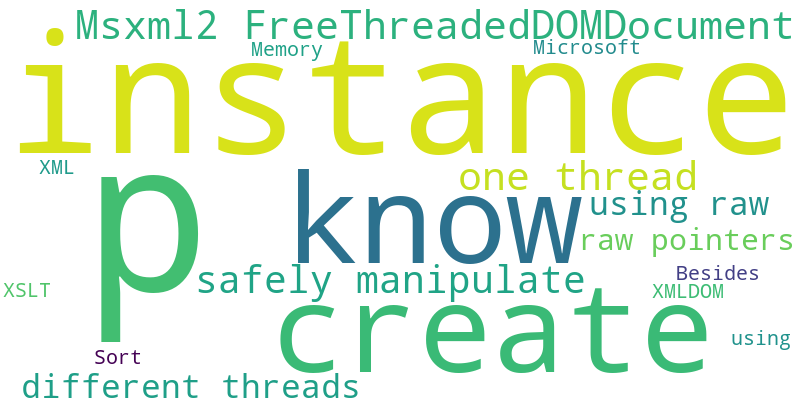 Msxml2 FreeThreadedDOMDocument
Memory
Microsoft
instance
XML
one thread
p
know
using raw
raw pointers
safely manipulate
Besides
XSLT
XMLDOM
create
using
Sort
different threads